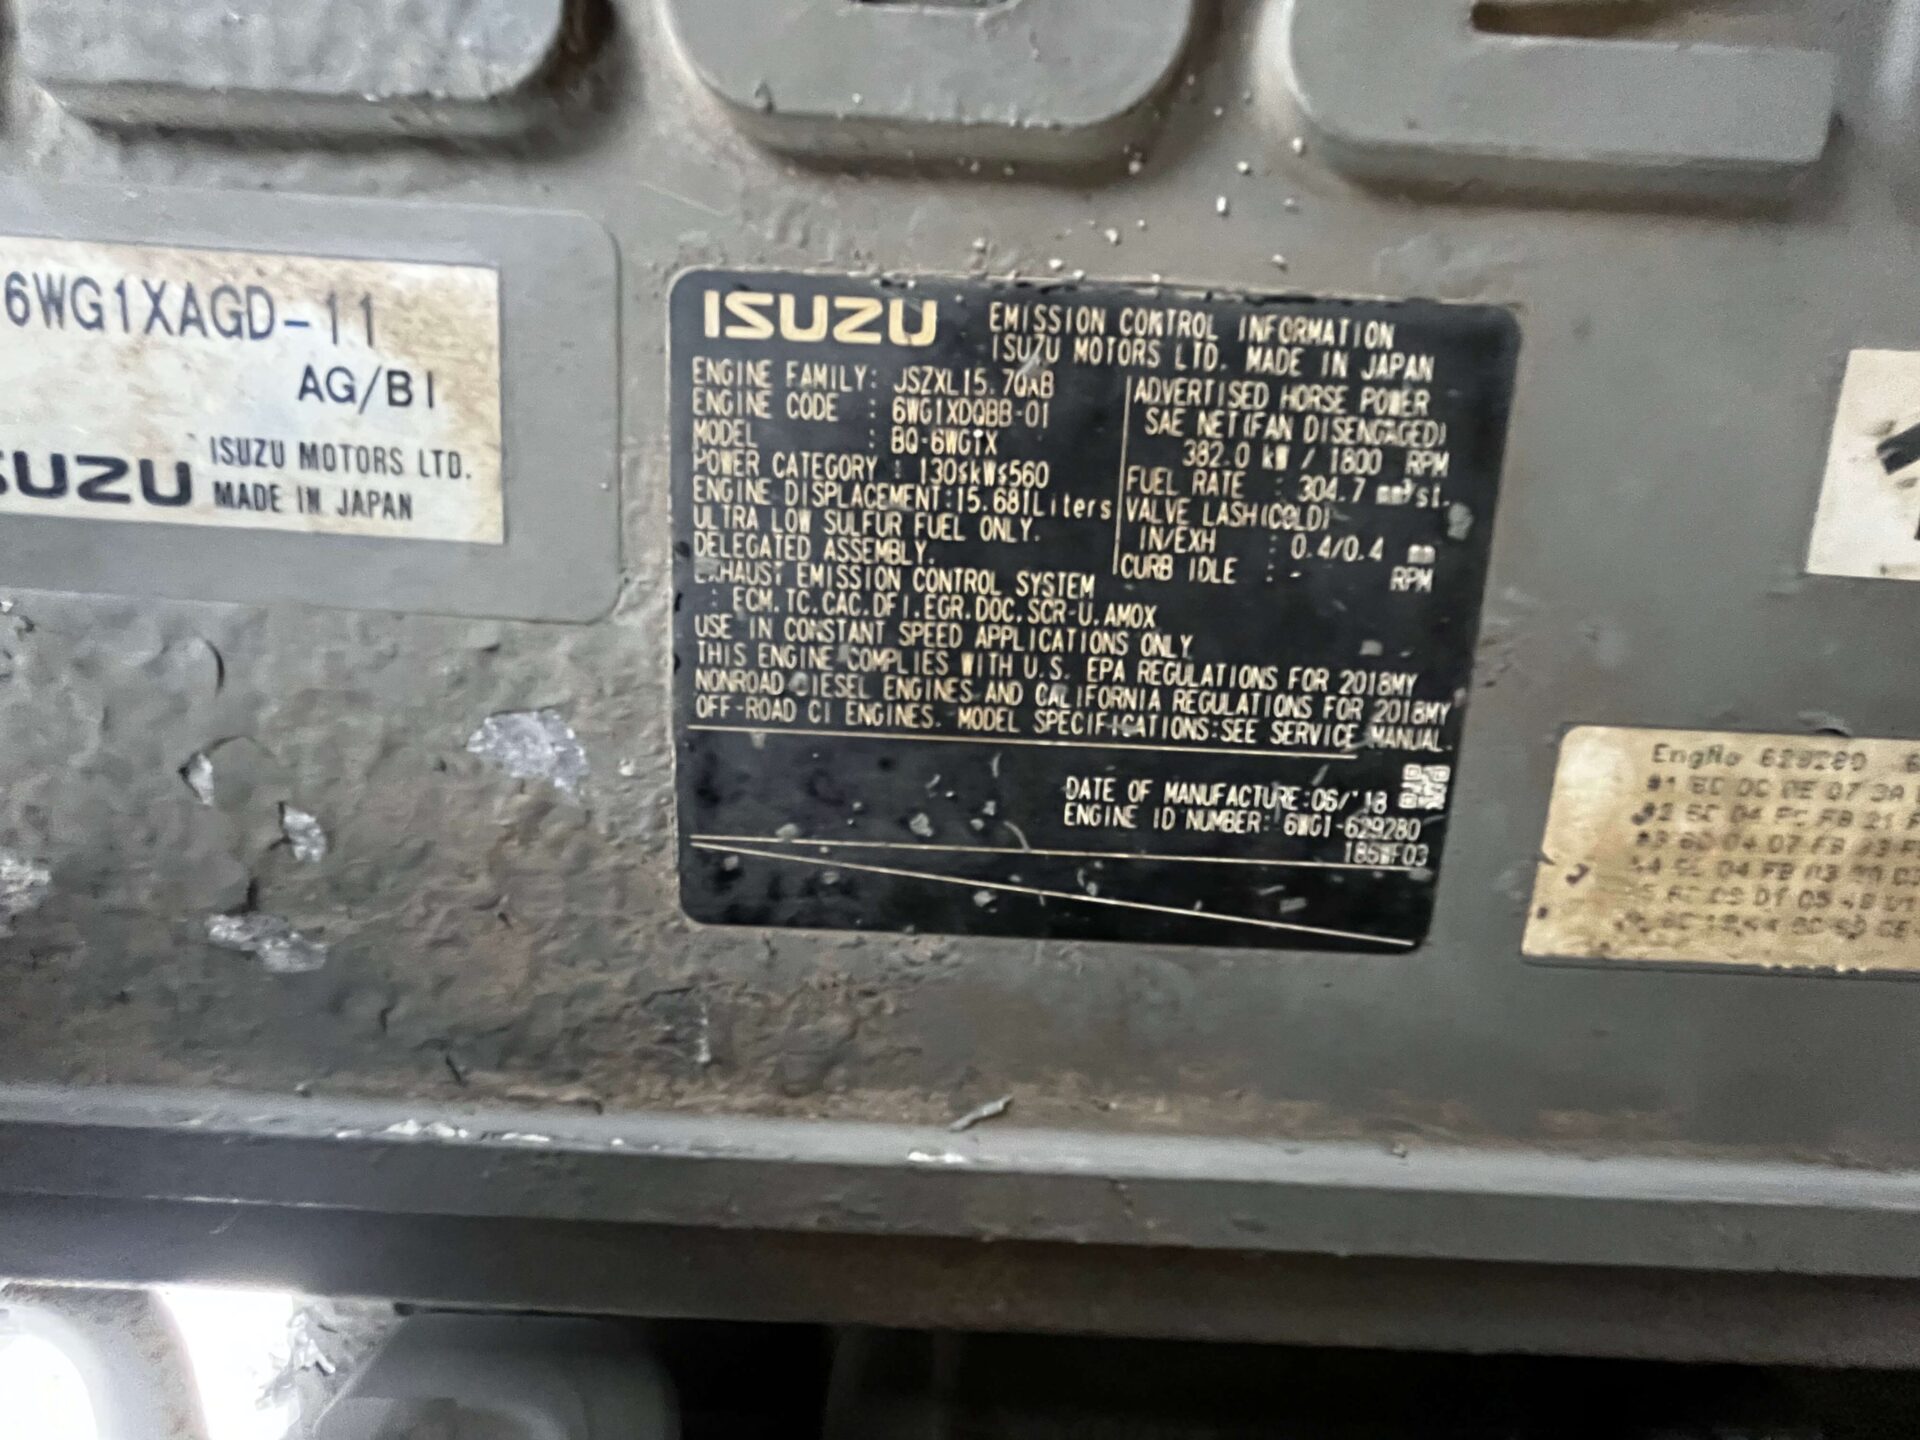 6WG1XAGD-11
AG/BI
SUZU
ISUZU MOTORS LTD.
MADE IN JAPAN
ISUZU
EMISSION CONTROL INFORMATION
ISUZU MOTORS LTD. MADE IN JAPAN
ENGINE FAMILY: JSZXL15.7QXB
ENGINE CODE : 6WG1XDQBB-01
MODEL : BQ-6WG1X
POWER CATEGORY : 130≤kW≤560
ENGINE DISPLACEMENT:15.681Liters
ULTRA LOW SULFUR FUEL ONLY.
DELEGATED ASSEMBLY.
ADVERTISED HORSE POWER
SAE NET(FAN DISENGAGED)
382.0 kW / 1800 RPM
FUEL RATE : 304.7 mm³st.
VALVE LASH(COLD)
IN/EXH : 0.4/0.4 mm
CURB IDLE : - RPM
EXHAUST EMISSION CONTROL SYSTEM
: ECM.TC.CAC.DFI.EGR.DOC.SCR-U.AMOX
USE IN CONSTANT SPEED APPLICATIONS ONLY
THIS ENGINE COMPLIES WITH U.S. EPA REGULATIONS FOR 2018MY
NONROAD DIESEL ENGINES AND CALIFORNIA REGULATIONS FOR 2018MY
OFF-ROAD CI ENGINES. MODEL SPECIFICATIONS:SEE SERVICE MANUAL.
DATE OF MANUFACTURE:06/'18
ENGINE ID NUMBER: 6WG1-629280
186WF03
EngNo 629280